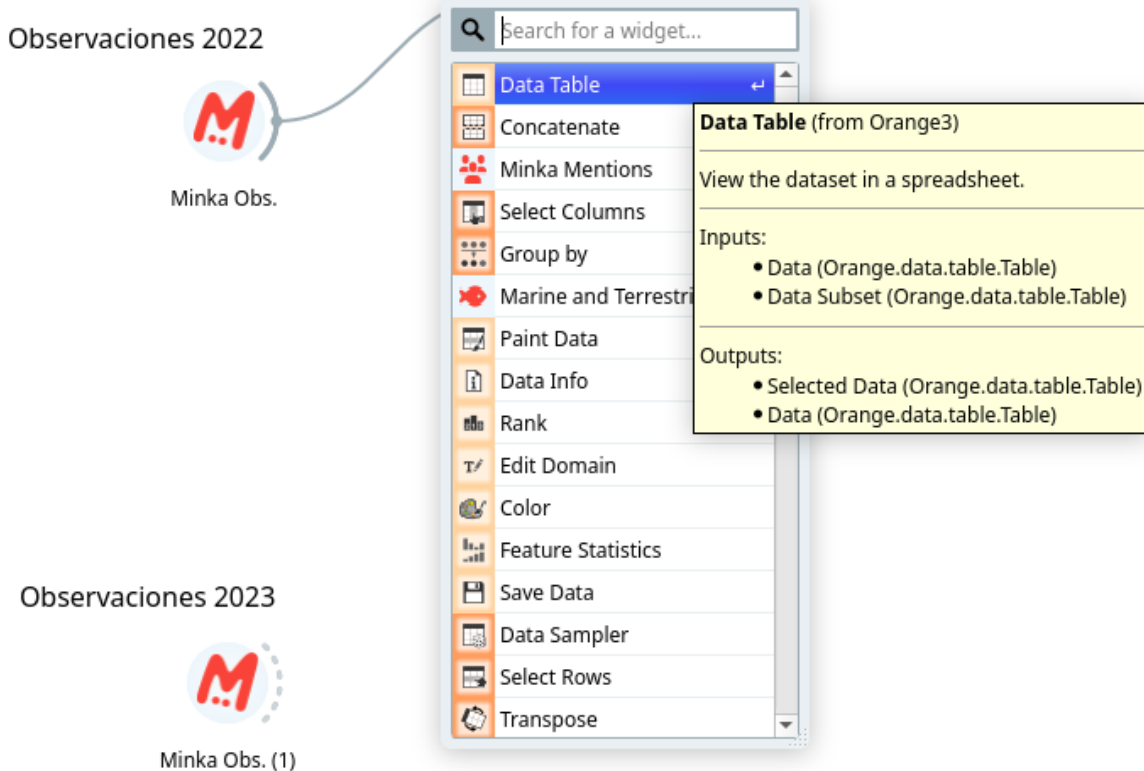 Observaciones 2022
Minka Obs.
Search for a widget...
Data Table
Concatenate
Minka Mentions
Select Columns
Group by
Marine and Terrestri
Paint Data
Data Info
Rank
Edit Domain
Color
Feature Statistics
Save Data
Data Sampler
Select Rows
Transpose
Data Table (from Orange3)
View the dataset in a spreadsheet.
Inputs:
• Data (Orange.data.table.Table)
• Data Subset (Orange.data.table.Table)
Outputs:
• Selected Data (Orange.data.table.Table)
• Data (Orange.data.table.Table)
Observaciones 2023
Minka Obs. (1)